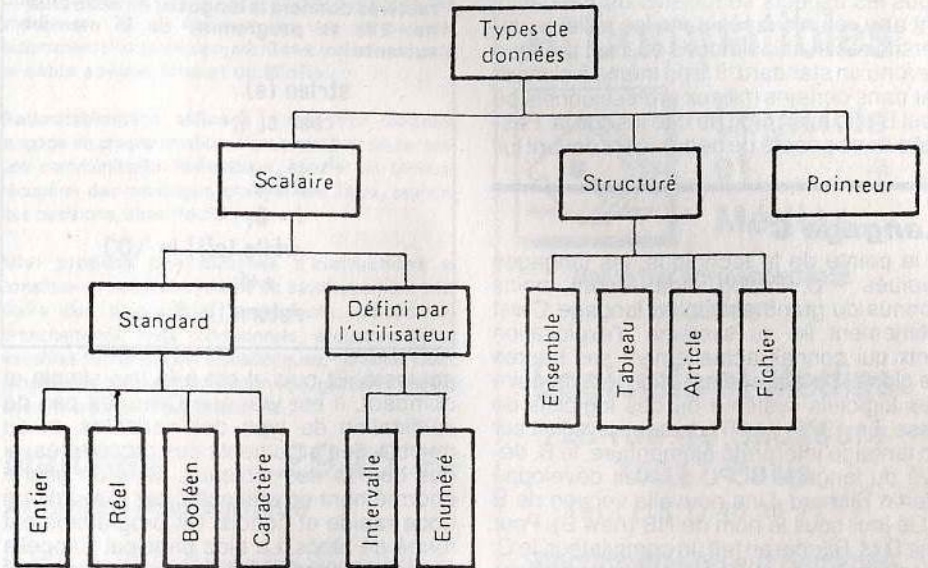 Types de
données
Scalaire
Structuré
Pointeur
Standard
Défini par
l'utilisateur
Ensemble
Tableau
Article
Fichier
Entier
Réel
Booléen
Caractère
Intervalle
Enuméré